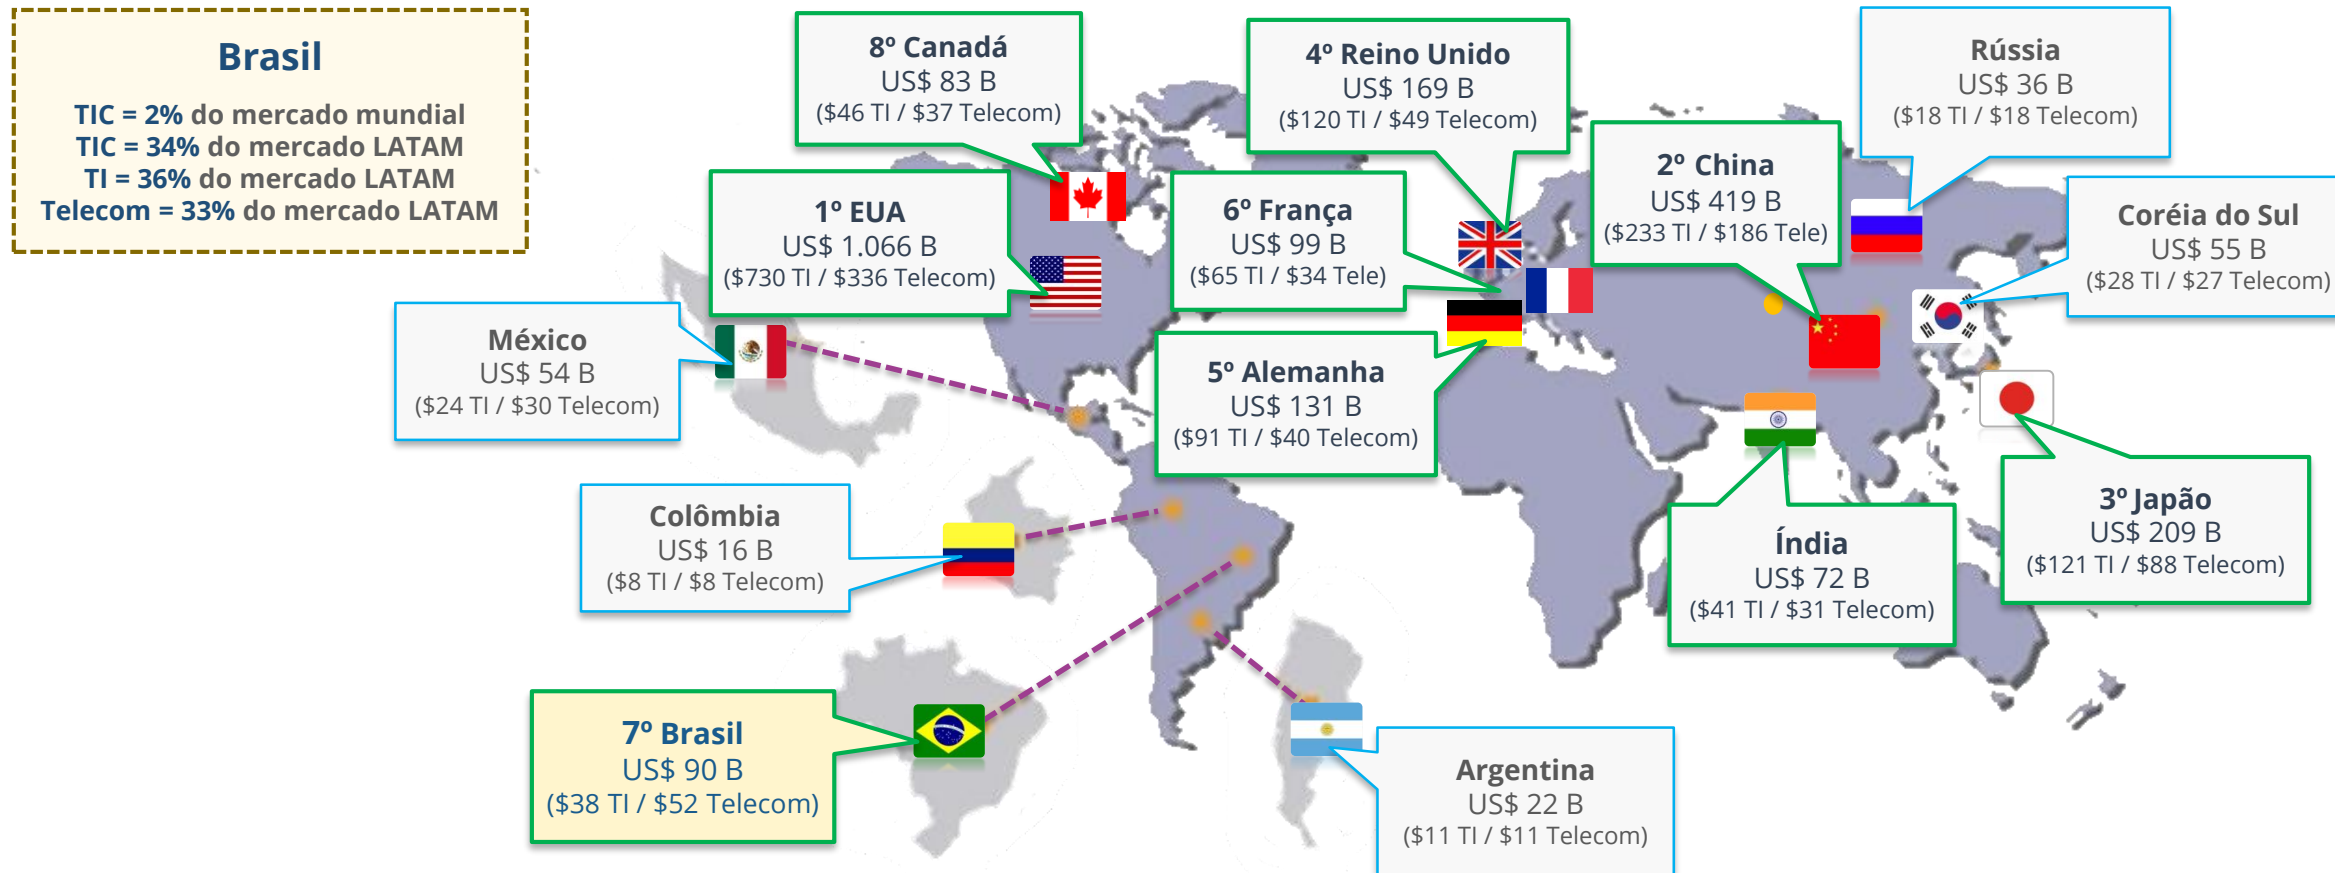 Brasil
TIC = 2% do mercado mundial
TIC = 34% do mercado LATAM
TI = 36% do mercado LATAM
Telecom = 33% do mercado LATAM
8º Canadá
US$ 83 B
($46 TI / $37 Telecom)
4º Reino Unido
US$ 169 B
($120 TI / $49 Telecom)
Rússia
US$ 36 B
($18 TI / $18 Telecom)
1º EUA
US$ 1.066 B
($730 TI / $336 Telecom)
6º França
US$ 99 B
($65 TI / $34 Tele)
2º China
US$ 419 B
($233 TI / $186 Tele)
Coréia do Sul
US$ 55 B
($28 TI / $27 Telecom)
México
US$ 54 B
($24 TI / $30 Telecom)
5º Alemanha
US$ 131 B
($91 TI / $40 Telecom)
Colômbia
US$ 16 B
($8 TI / $8 Telecom)
Índia
US$ 72 B
($41 TI / $31 Telecom)
3º Japão
US$ 209 B
($121 TI / $88 Telecom)
7º Brasil
US$ 90 B
($38 TI / $52 Telecom)
Argentina
US$ 22 B
($11 TI / $11 Telecom)